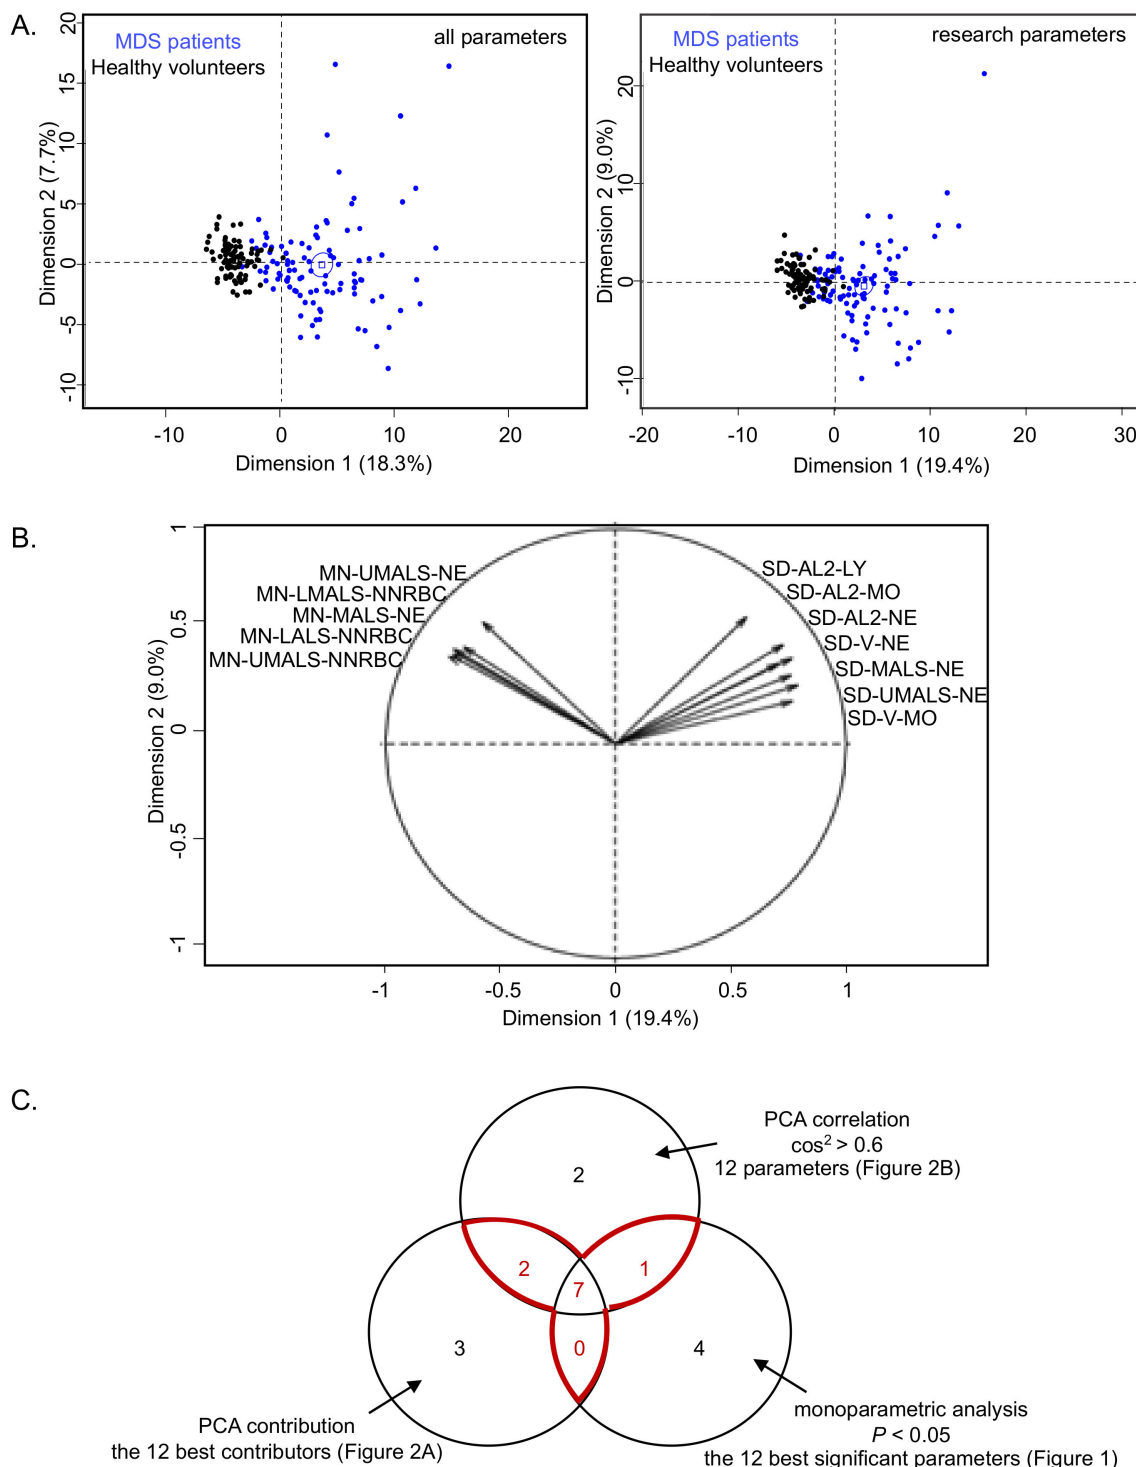 A.
MDS patients
Healthy volunteers
all parameters
20
15
10
5
0
-5
-10
Dimension 2 (7.7%)
-10 0 10 20
Dimension 1 (18.3%)
MDS patients
Healthy volunteers
research parameters
20
10
0
-10
Dimension 2 (9.0%)
-20 -10 0 10 20 30
Dimension 1 (19.4%)
B.
MN-UMALS-NE
MN-LMALS-NNRBC
MN-MALS-NE
MN-LALS-NNRBC
MN-UMALS-NNRBC
SD-AL2-LY
SD-AL2-MO
SD-AL2-NE
SD-V-NE
SD-MALS-NE
SD-UMALS-NE
SD-V-MO
1
0.5
0
-0.5
-1
Dimension 2 (9.0%)
-1 -0.5 0 0.5 1
Dimension 1 (19.4%)
C.
PCA correlation
cos² > 0.6
12 parameters (Figure 2B)
2
2
1
7
3
0
4
PCA contribution
the 12 best contributors (Figure 2A)
monoparametric analysis
P < 0.05
the 12 best significant parameters (Figure 1)